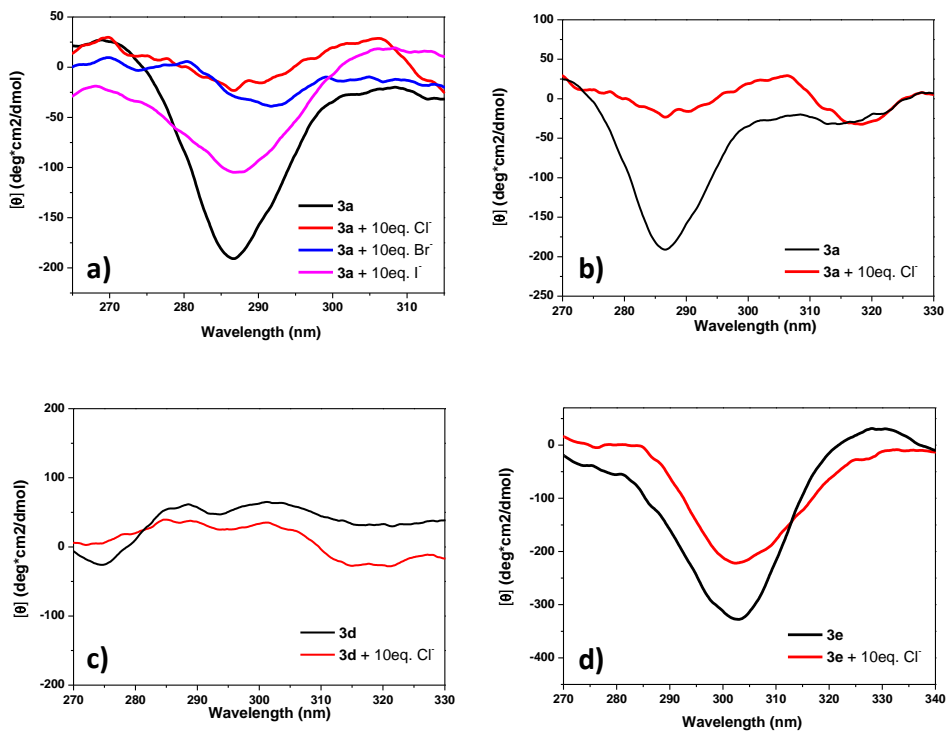 50
25
0
-25
-50
-100
-150
-200
[θ] (deg*cm2/dmol)
3a
3a + 10eq. Cl⁻
3a + 10eq. Br⁻
3a + 10eq. I⁻
a)
270 280 290 300 310
Wavelength (nm)
100
50
0
-50
-100
-150
-200
-250
[θ] (deg*cm2/dmol)
3a
3a + 10eq. Cl⁻
b)
270 280 290 300 310 320 330
Wavelength (nm)
200
100
0
-100
-200
[θ] (deg*cm2/dmol)
3d
3d + 10eq. Cl⁻
c)
270 280 290 300 310 320 330
Wavelength (nm)
0
-100
-200
-300
-400
[θ] (deg*cm2/dmol)
3e
3e + 10eq. Cl⁻
d)
270 280 290 300 310 320 330 340
Wavelength (nm)